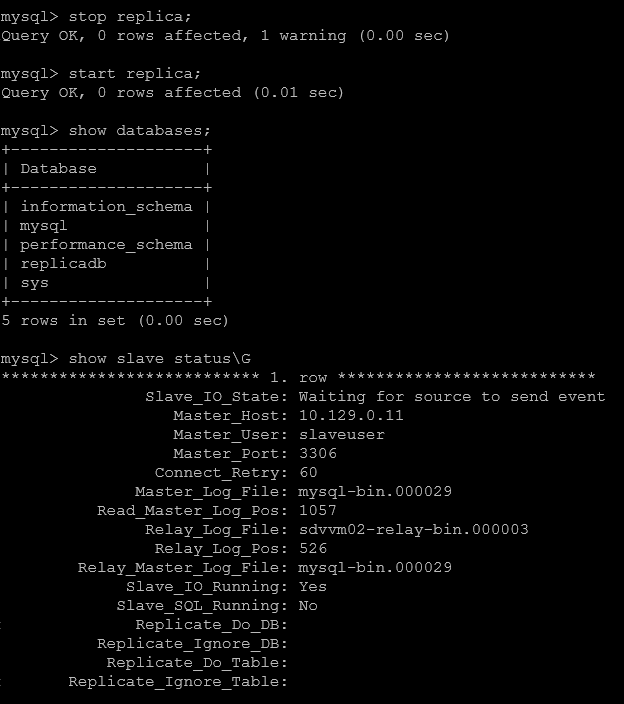 mysql> stop replica;
Query OK, 0 rows affected, 1 warning (0.00 sec)
mysql> start replica;
Query OK, 0 rows affected (0.01 sec)
mysql> show databases;
+--------------------+
| Database           |
+--------------------+
| information_schema |
| mysql              |
| performance_schema |
| replicadb          |
| sys                |
+--------------------+
5 rows in set (0.00 sec)
mysql> show slave status\G
*************************** 1. row ***************************
Slave_IO_State: Waiting for source to send event
Master_Host: 10.129.0.11
Master_User: slaveuser
Master_Port: 3306
Connect_Retry: 60
Master_Log_File: mysql-bin.000029
Read_Master_Log_Pos: 1057
Relay_Log_File: sdvvm02-relay-bin.000003
Relay_Log_Pos: 526
Relay_Master_Log_File: mysql-bin.000029
Slave_IO_Running: Yes
Slave_SQL_Running: No
Replicate_Do_DB:
Replicate_Ignore_DB:
Replicate_Do_Table:
Replicate_Ignore_Table: